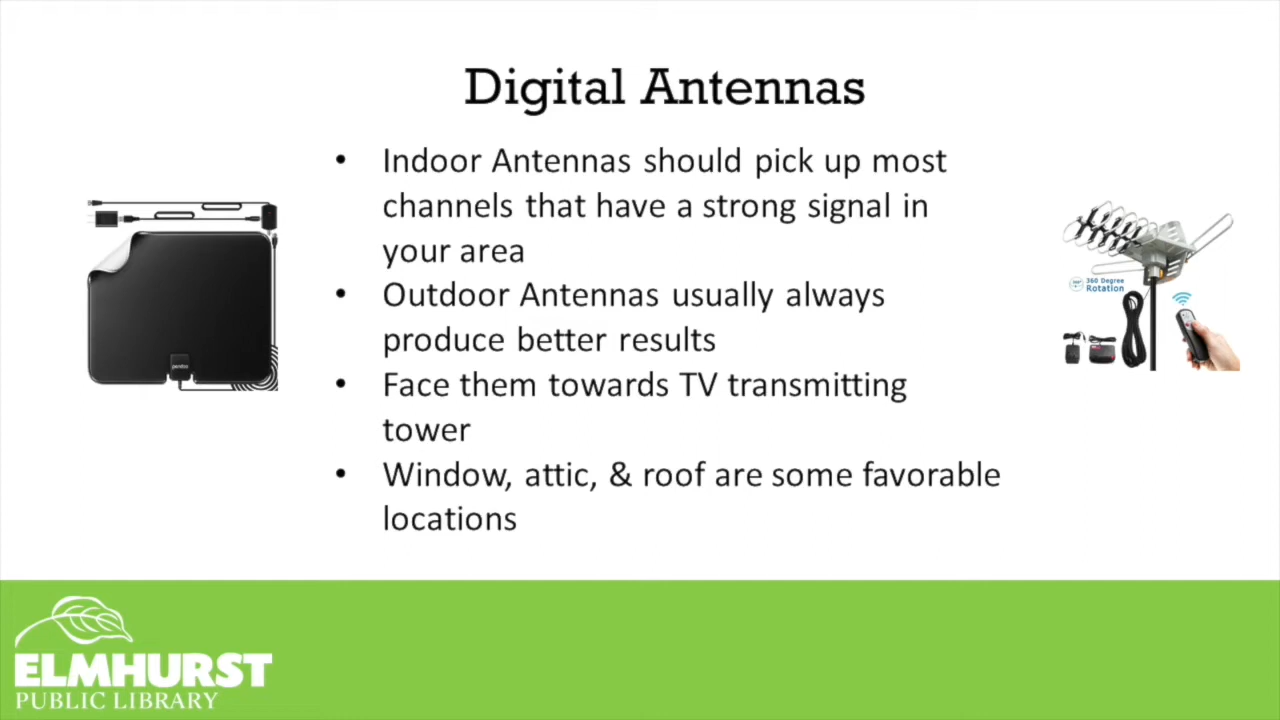 Digital Antennas
• Indoor Antennas should pick up most
channels that have a strong signal in
your area
• Outdoor Antennas usually always
produce better results
• Face them towards TV transmitting
tower
• Window, attic, & roof are some favorable
locations
360 Degree
Rotation
ELMHURST
PUBLIC LIBRARY